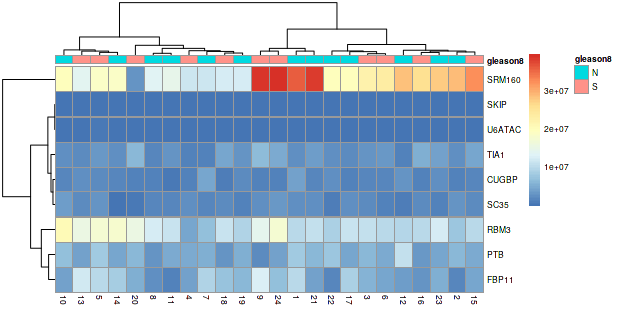 gleason8
gleason8
SRM160
N
S
3e+07
SKIP
U6ATAC
2e+07
TIA1
1e+07
CUGBP
SC35
RBM3
PTB
FBP11
10 13 5 14 20 8 11 4 7 18 19 9 24 1 21 22 17 3 6 12 16 23 2 15